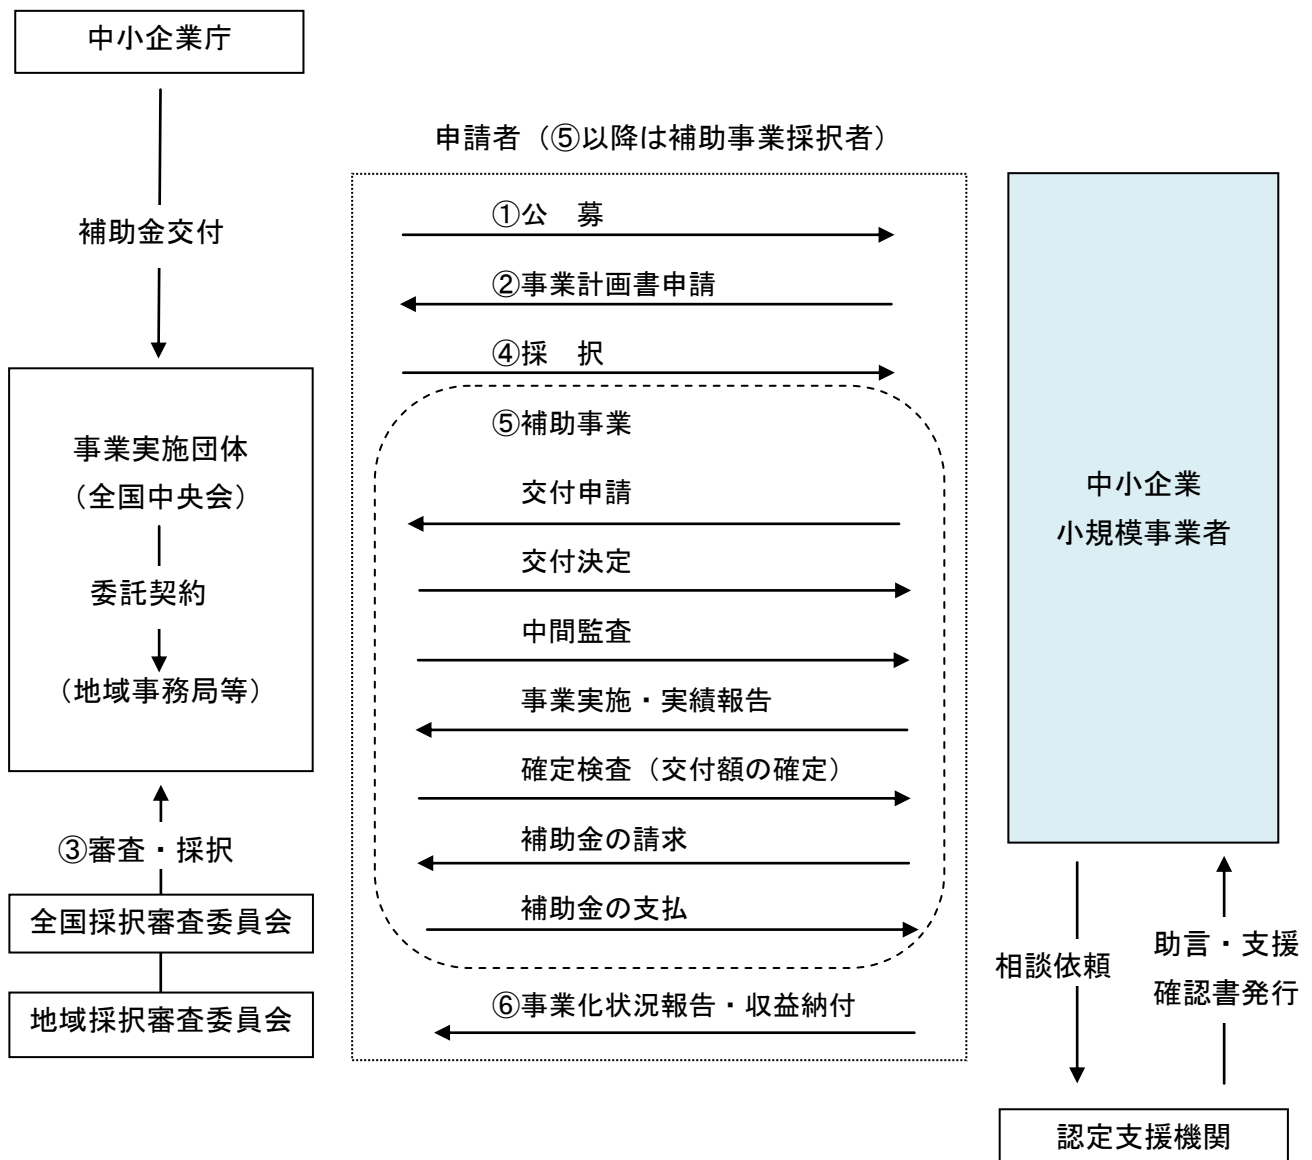 中小企業庁
補助金交付
事業実施団体
（全国中央会）
委託契約
（地域事務局等）
③審査・採択
全国採択審査委員会
地域採択審査委員会
申請者（⑤以降は補助事業採択者）
①公　募
②事業計画書申請
④採　択
⑤補助事業
交付申請
交付決定
中間監査
事業実施・実績報告
確定検査（交付額の確定）
補助金の請求
補助金の支払
⑥事業化状況報告・収益納付
中小企業
小規模事業者
相談依頼
助言・支援
確認書発行
認定支援機関